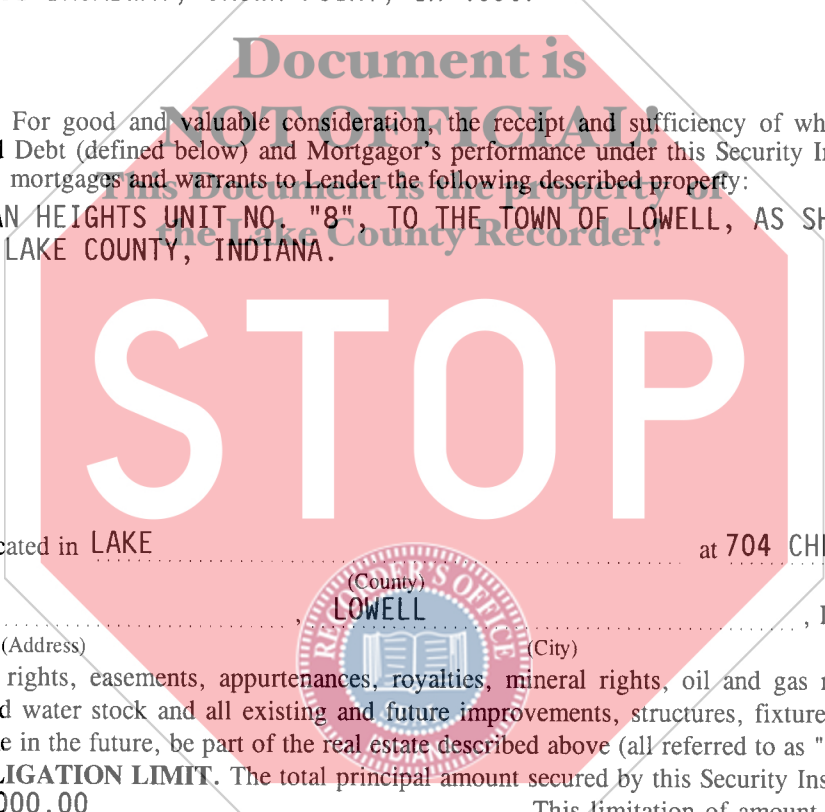 Document is
NOT OFFICIAL!
For good and valuable consideration, the receipt and sufficiency of wh
Debt (defined below) and Mortgagor's performance under this Security In
mortgages and warrants to Lender the following described property:
This Document is the property of
AN HEIGHTS UNIT NO. "8", TO THE TOWN OF LOWELL, AS SH
the Lake County Recorder!
LAKE COUNTY, INDIANA.
STOP
cated in LAKE at 704 CH
(County)
RECORDER'S OFFICE
, LOWELL ,
(Address) (City)
rights, easements, appurtenances, royalties, mineral rights, oil and gas
d water stock and all existing and future improvements, structures, fixture
e in the future, be part of the real estate described above (all referred to as "
LIGATION LIMIT. The total principal amount secured by this Security Ins
000.00 This limitation of amount